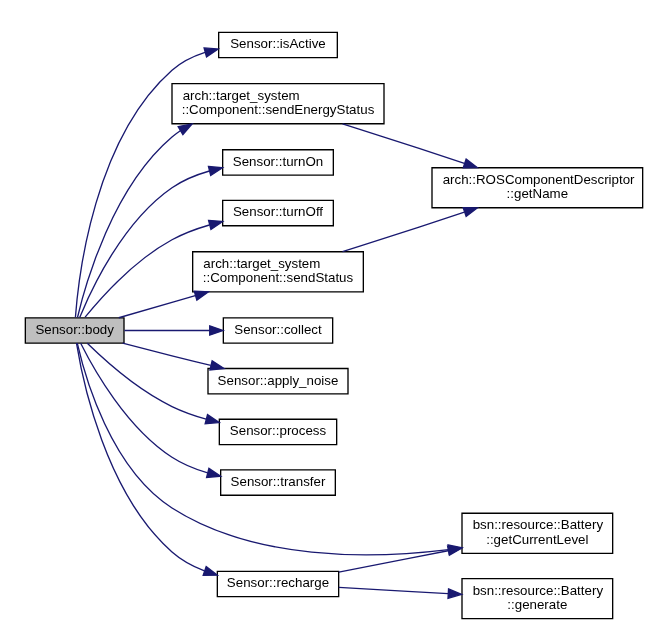 Sensor::isActive
arch::target_system
::Component::sendEnergyStatus
Sensor::turnOn
arch::ROSComponentDescriptor
::getName
Sensor::turnOff
arch::target_system
::Component::sendStatus
Sensor::body
Sensor::collect
Sensor::apply_noise
Sensor::process
Sensor::transfer
bsn::resource::Battery
::getCurrentLevel
Sensor::recharge
bsn::resource::Battery
::generate